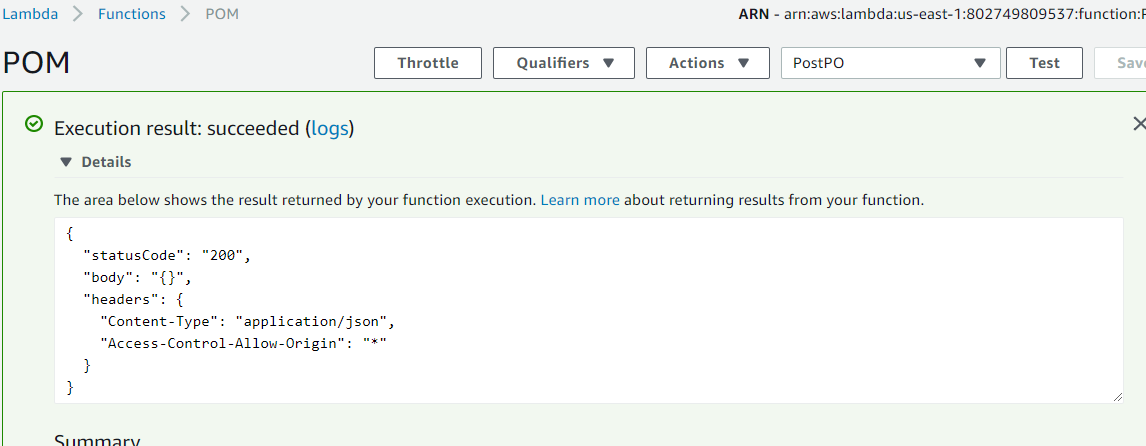 Lambda > Functions > POM ARN - arn:aws:lambda:us-east-1:802749809537:function:
POM Throttle Qualifiers ▼ Actions ▼ PostPO ▼ Test Save
Execution result: succeeded (logs)
▼ Details
The area below shows the result returned by your function execution. Learn more about returning results from your function.
{
  "statusCode": "200",
  "body": "{}",
  "headers": {
    "Content-Type": "application/json",
    "Access-Control-Allow-Origin": "*"
  }
}
Summary